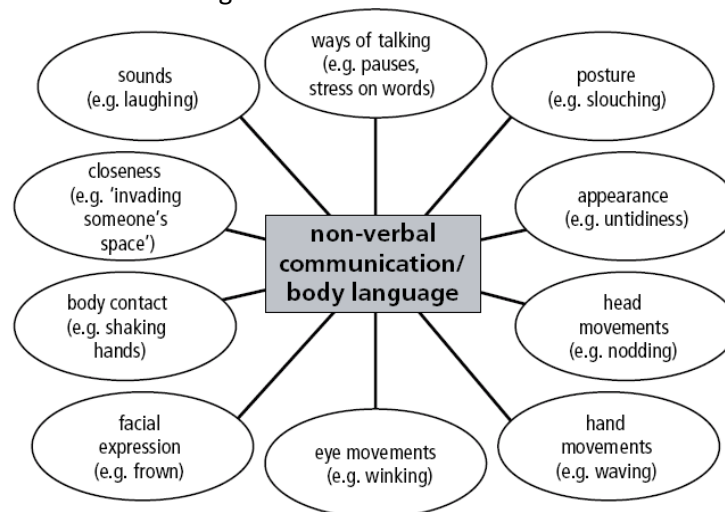 ways of talking
(e.g. pauses,
stress on words)
sounds
(e.g. laughing)
posture
(e.g. slouching)
closeness
(e.g. ‘invading
someone’s
space’)
appearance
(e.g. untidiness)
non-verbal
communication/
body language
body contact
(e.g. shaking
hands)
head
movements
(e.g. nodding)
facial
expression
(e.g. frown)
eye movements
(e.g. winking)
hand
movements
(e.g. waving)